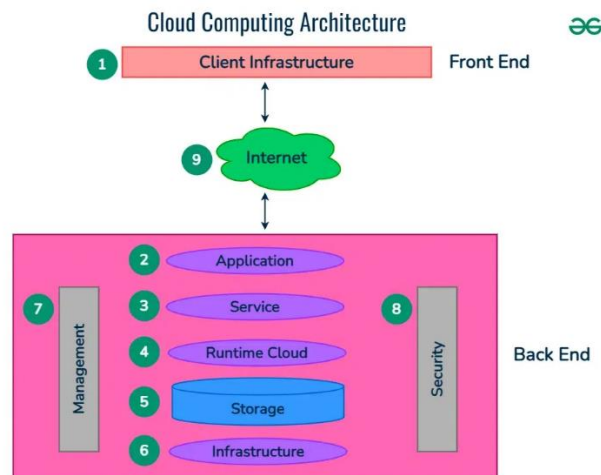 Cloud Computing Architecture
1 Client Infrastructure Front End
9 Internet
2 Application
7 3 Service 8
4 Runtime Cloud
Management Security Back End
5 Storage
6 Infrastructure